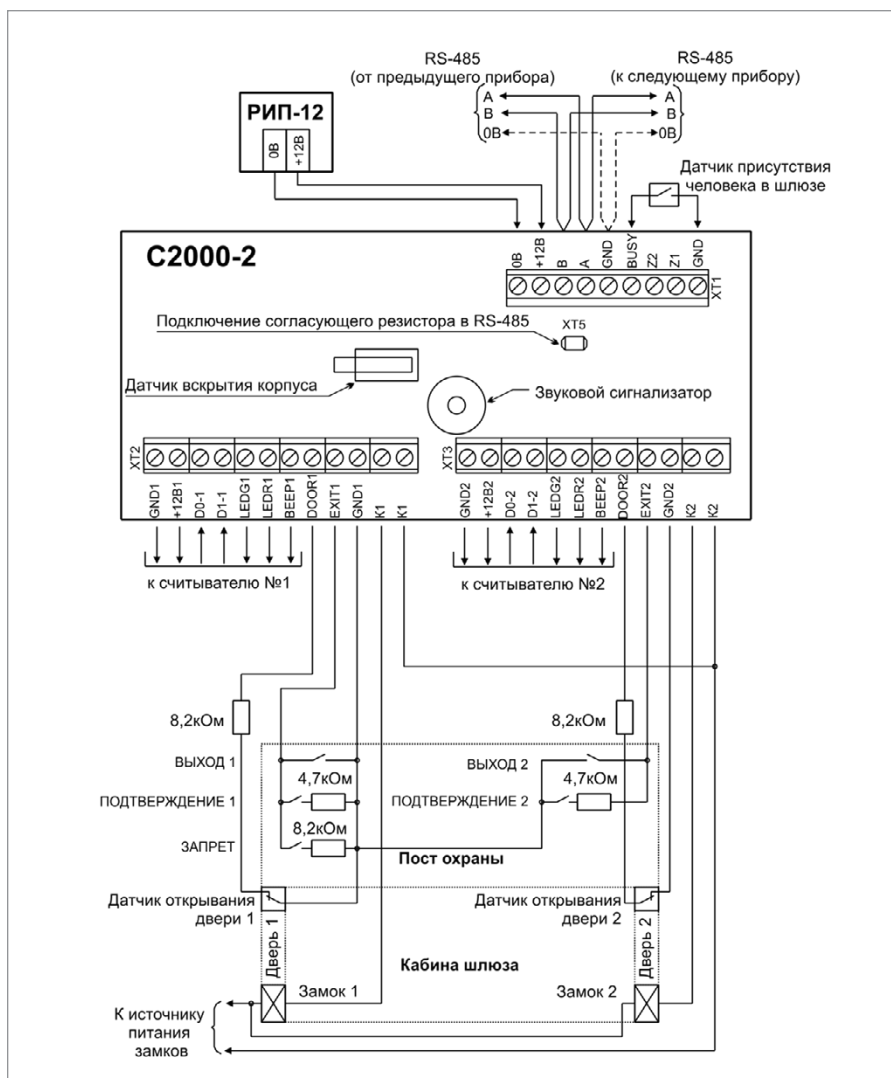 RS-485
(от предыдущего прибора)
RS-485
(к следующему прибору)
РИП-12
0В
+12В
А
В
0В
А
В
0В
Датчик присутствия
человека в шлюзе
С2000-2
0В
+12В
B
A
GND
BUSY
Z2
Z1
GND
XT1
Подключение согласующего резистора в RS-485
XT5
Датчик вскрытия корпуса
Звуковой сигнализатор
XT2
XT3
GND1
+12В1
D0-1
D1-1
LEDG1
LEDR1
BEEP1
DOOR1
EXIT1
GND1
K1
K1
GND2
+12В2
D0-2
D1-2
LEDG2
LEDR2
BEEP2
DOOR2
EXIT2
GND2
K2
K2
к считывателю №1
к считывателю №2
8,2кОм
8,2кОм
ВЫХОД 1
ВЫХОД 2
4,7кОм
4,7кОм
ПОДТВЕРЖДЕНИЕ 1
ПОДТВЕРЖДЕНИЕ 2
8,2кОм
ЗАПРЕТ
Пост охраны
Датчик открывания
двери 1
Датчик открывания
двери 2
Дверь 1
Дверь 2
Кабина шлюза
Замок 1
Замок 2
К источнику
питания
замков